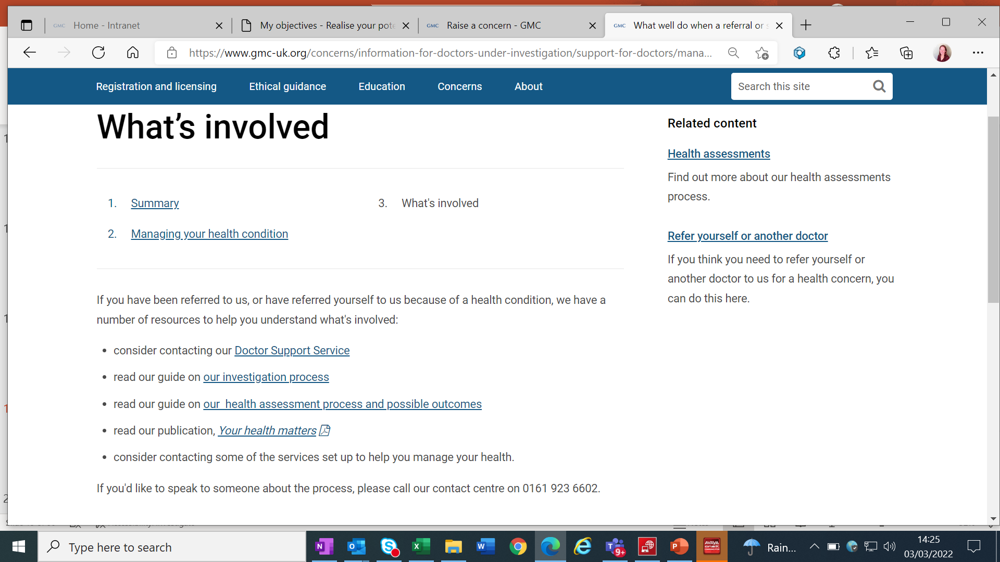 GMC Home - Intranet
My objectives - Realise your pote
GMC Raise a concern - GMC
GMC What well do when a referral or s
https://www.gmc-uk.org/concerns/information-for-doctors-under-investigation/support-for-doctors/mana...
Registration and licensing Ethical guidance Education Concerns About
Search this site
What's involved
1. Summary
2. Managing your health condition
3. What's involved
If you have been referred to us, or have referred yourself to us because of a health condition, we have a
number of resources to help you understand what's involved:
• consider contacting our Doctor Support Service
• read our guide on our investigation process
• read our guide on our  health assessment process and possible outcomes
• read our publication, Your health matters
• consider contacting some of the services set up to help you manage your health.
If you'd like to speak to someone about the process, please call our contact centre on 0161 923 6602.
Related content
Health assessments
Find out more about our health assessments
process.
Refer yourself or another doctor
If you think you need to refer yourself or
another doctor to us for a health concern, you
can do this here.
Type here to search
9+
AVAYA
Rain...
14:25
03/03/2022